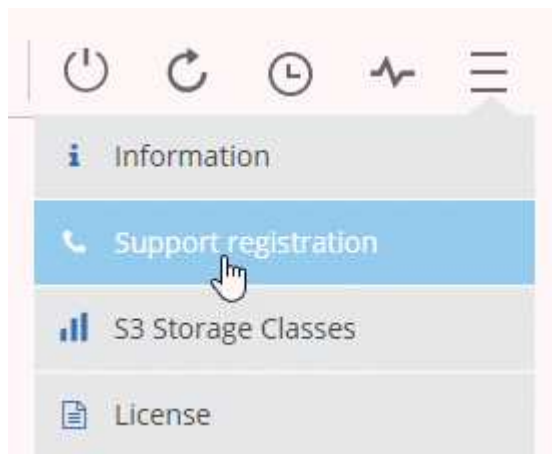 Information
Support registration
S3 Storage Classes
License